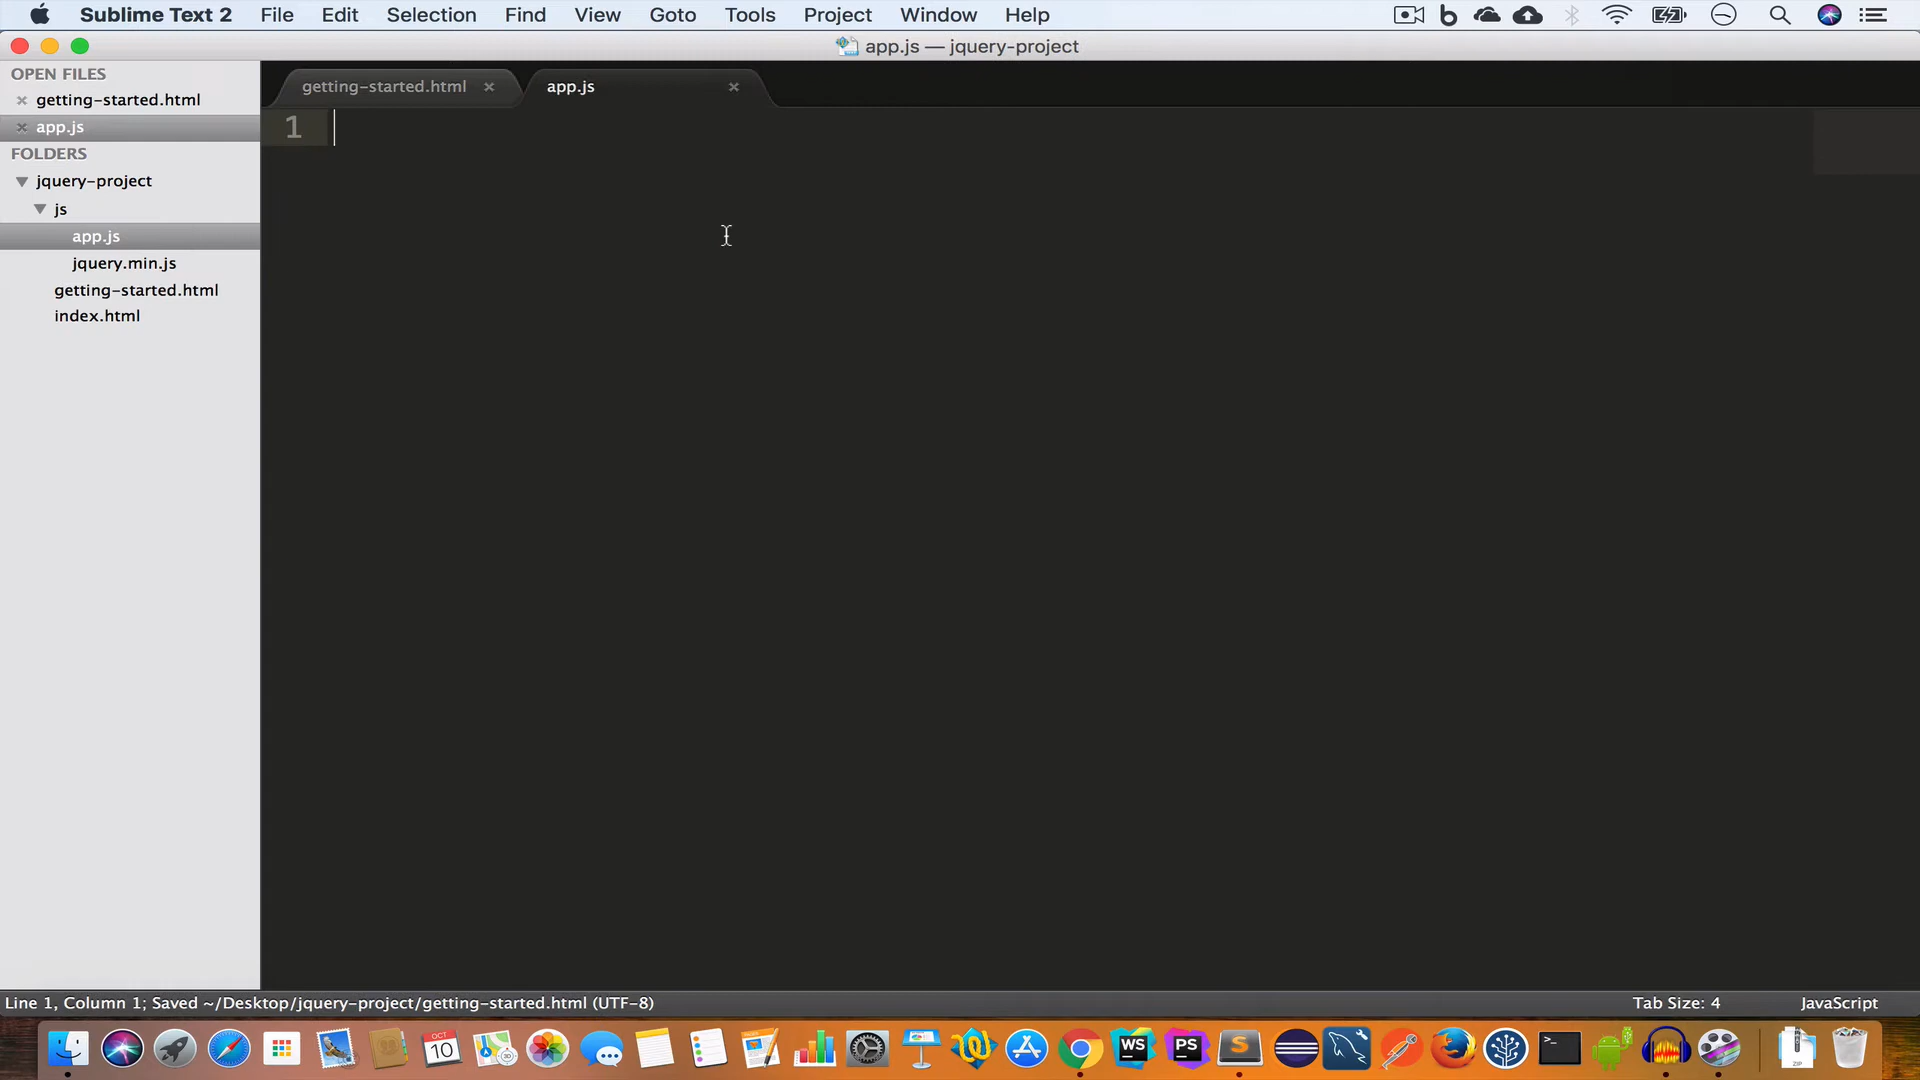 Sublime Text 2 File Edit Selection Find View Goto Tools Project Window Help
app.js — jquery-project
OPEN FILES
getting-started.html
app.js
FOLDERS
jquery-project
js
app.js
jquery.min.js
getting-started.html
index.html
getting-started.html
app.js
1
Line 1, Column 1; Saved ~/Desktop/jquery-project/getting-started.html (UTF-8)
Tab Size: 4
JavaScript
OCT
10
3D
WS
PS
S
>_
ZIP